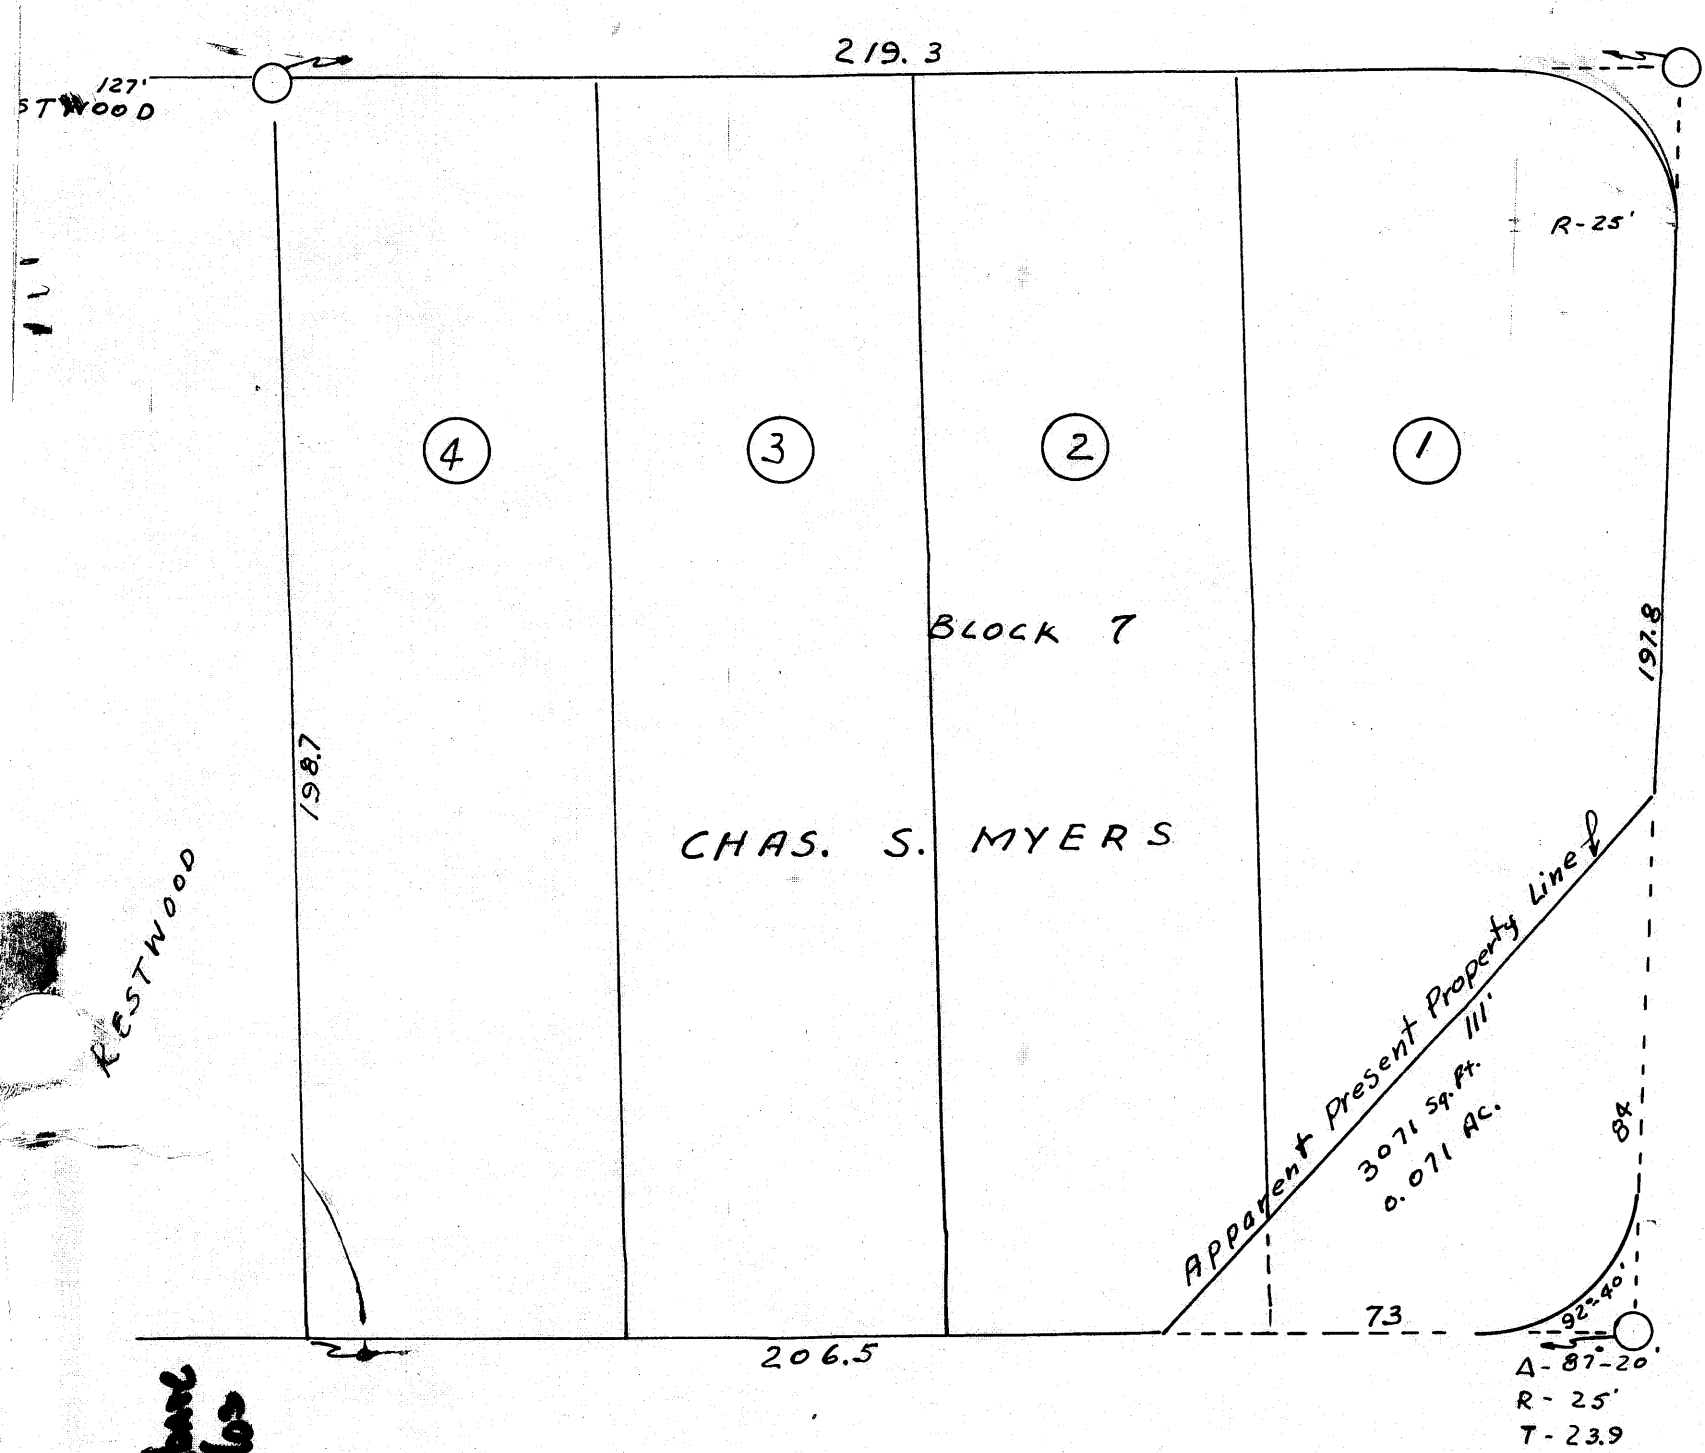 219.3
127'
STWOOD
R-25'
4
3
2
1
BLOCK 7
197.8
198.7
CHAS. S. MYERS
RESTWOOD
Apparent Present Property Line
111'
3071 Sq. Ft.
0.071 Ac.
84
92°-40'
73
206.5
Δ- 87°-20'
R - 25'
T - 23.9